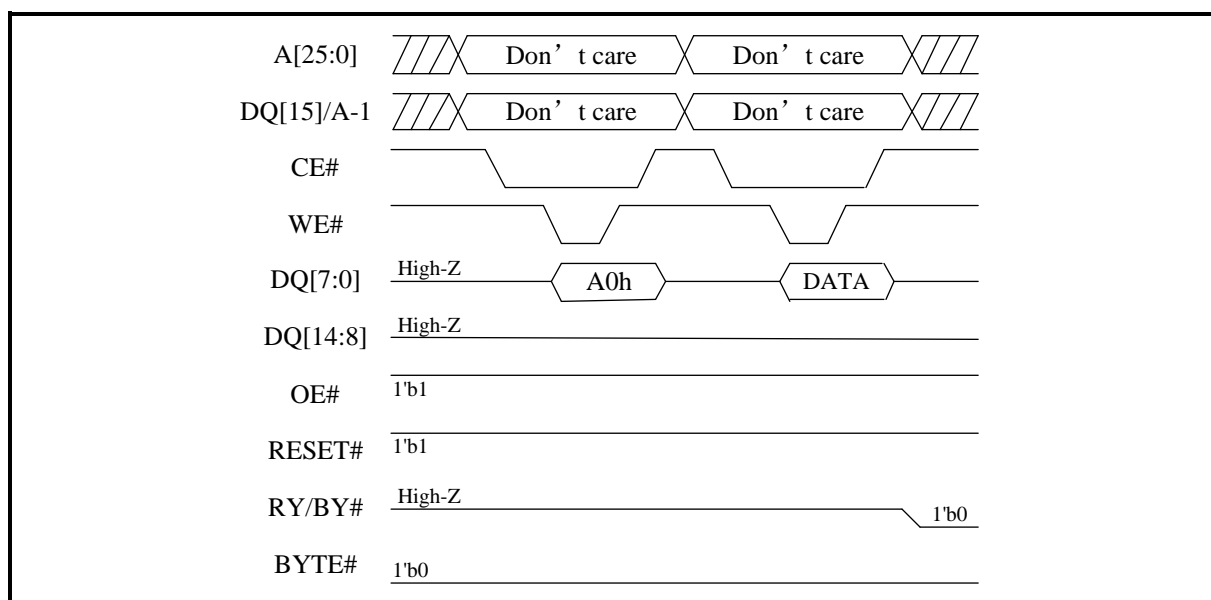 A[25:0] Don’t care Don’t care
DQ[15]/A-1 Don’t care Don’t care
CE#
WE#
DQ[7:0] High-Z A0h DATA
DQ[14:8] High-Z
OE# 1'b1
RESET# 1'b1
RY/BY# High-Z 1'b0
BYTE# 1'b0